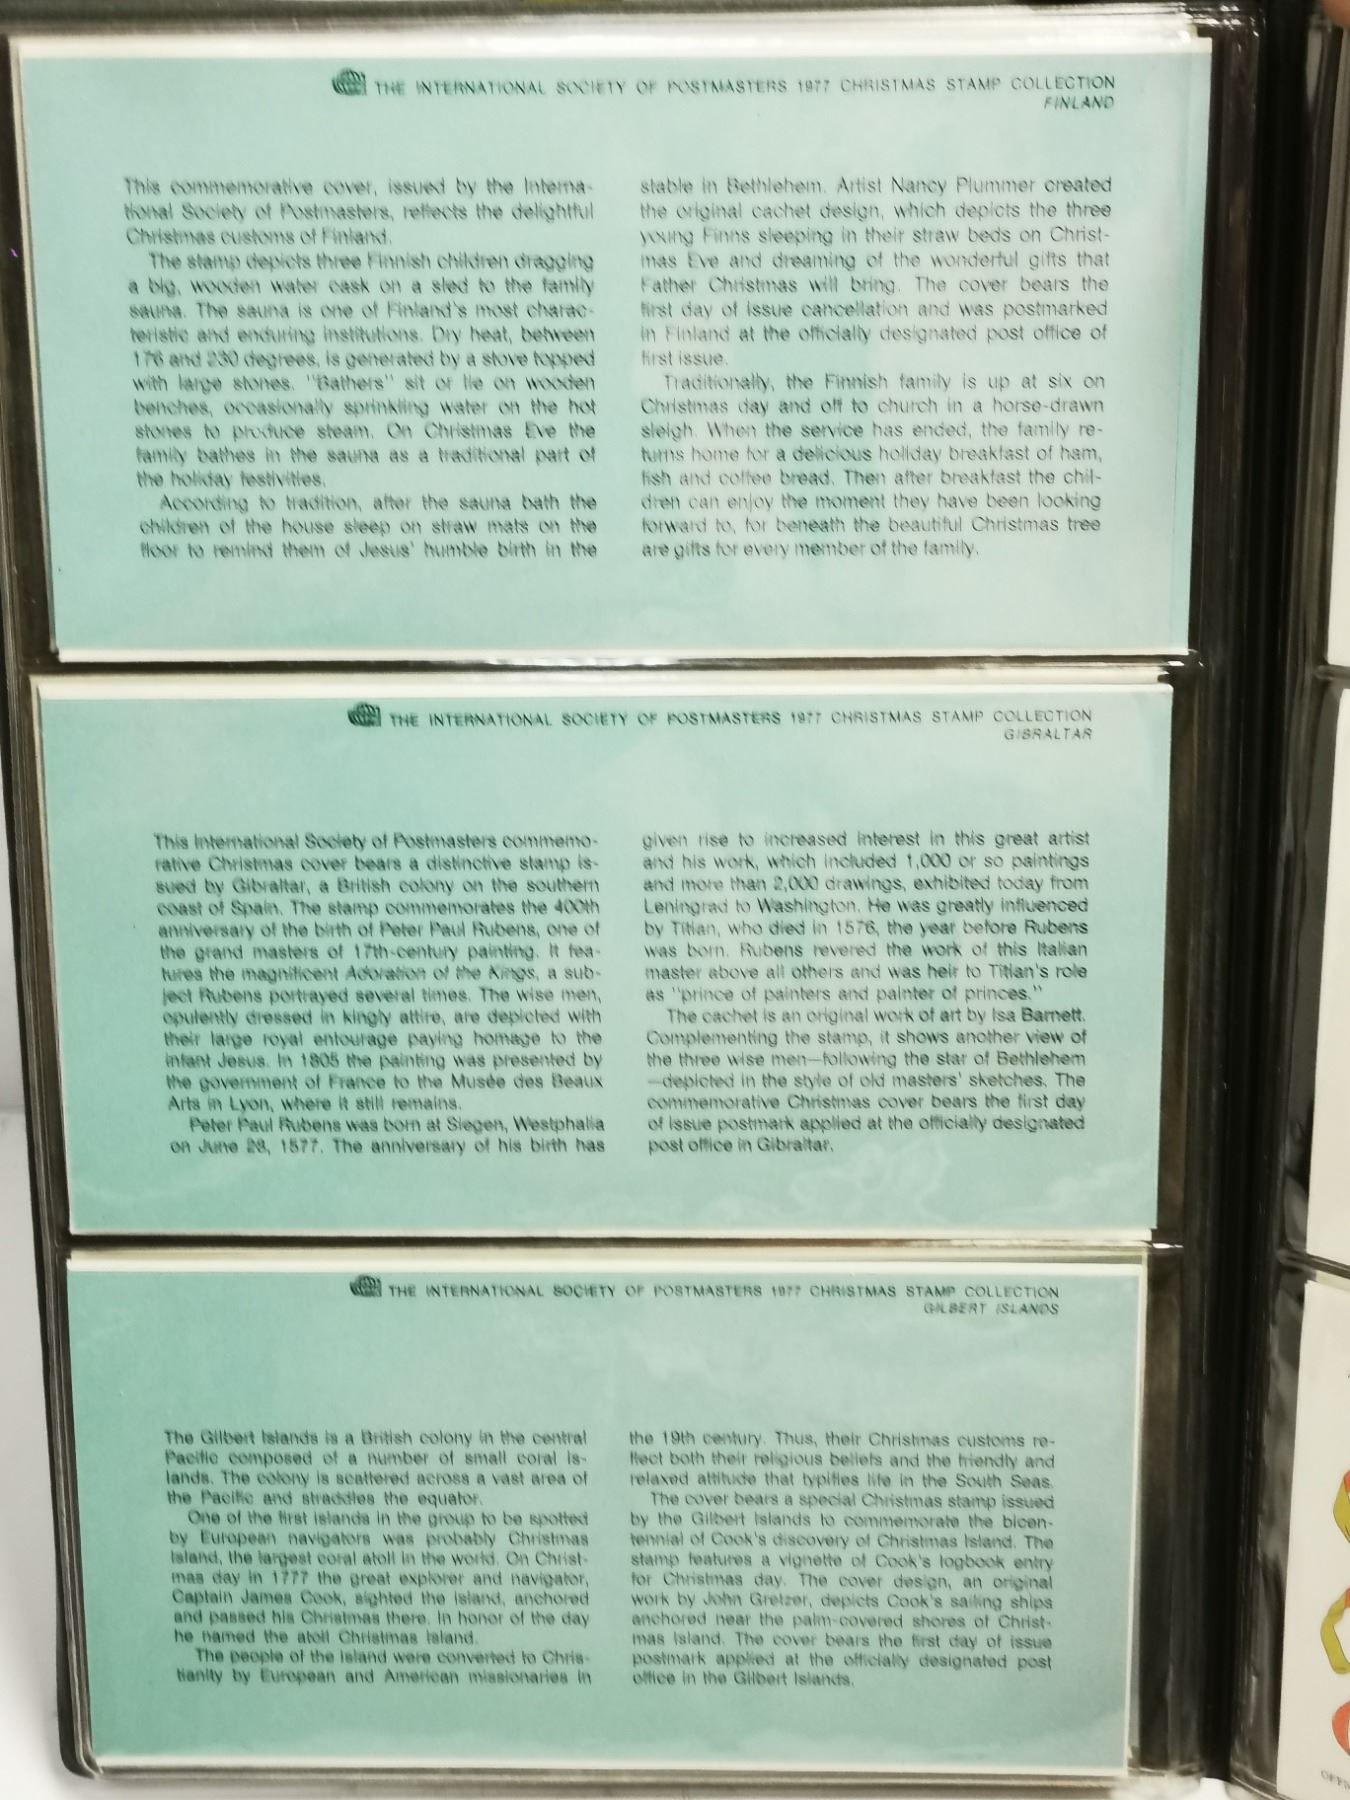 THE INTERNATIONAL SOCIETY OF POSTMASTERS 1977 CHRISTMAS STAMP COLLECTION
FINLAND
This commemorative cover, issued by the Interna-
tional Society of Postmasters, reflects the delightful
Christmas customs of Finland.
The stamp depicts three Finnish children dragging
a big, wooden water cask on a sled to the family
sauna. The sauna is one of Finland's most charac-
teristic and enduring institutions. Dry heat, between
176 and 230 degrees, is generated by a stove topped
with large stones. "Bathers" sit or lie on wooden
benches, occasionally sprinkling water on the hot
stones to produce steam. On Christmas Eve the
family bathes in the sauna as a traditional part of
the holiday festivities.
According to tradition, after the sauna bath the
children of the house sleep on straw mats on the
floor to remind them of Jesus' humble birth in the
stable in Bethlehem. Artist Nancy Plummer created
the original cachet design, which depicts the three
young Finns sleeping in their straw beds on Christ-
mas Eve and dreaming of the wonderful gifts that
Father Christmas will bring. The cover bears the
first day of issue cancellation and was postmarked
in Finland at the officially designated post office of
first issue.
Traditionally, the Finnish family is up at six on
Christmas day and off to church in a horse-drawn
sleigh. When the service has ended, the family re-
turns home for a delicious holiday breakfast of ham,
fish and coffee bread. Then after breakfast the chil-
dren can enjoy the moment they have been looking
forward to, for beneath the beautiful Christmas tree
are gifts for every member of the family.
THE INTERNATIONAL SOCIETY OF POSTMASTERS 1977 CHRISTMAS STAMP COLLECTION
GIBRALTAR
This International Society of Postmasters commemo-
rative Christmas cover bears a distinctive stamp is-
sued by Gibraltar, a British colony on the southern
coast of Spain. The stamp commemorates the 400th
anniversary of the birth of Peter Paul Rubens, one of
the grand masters of 17th-century painting. It fea-
tures the magnificent Adoration of the Kings, a sub-
ject Rubens portrayed several times. The wise men,
opulently dressed in kingly attire, are depicted with
their large royal entourage paying homage to the
infant Jesus. In 1805 the painting was presented by
the government of France to the Musée des Beaux
Arts in Lyon, where it still remains.
Peter Paul Rubens was born at Siegen, Westphalia
on June 28, 1577. The anniversary of his birth has
given rise to increased interest in this great artist
and his work, which included 1,000 or so paintings
and more than 2,000 drawings, exhibited today from
Leningrad to Washington. He was greatly influenced
by Titian, who died in 1576, the year before Rubens
was born. Rubens revered the work of this Italian
master above all others and was heir to Titian's role
as "prince of painters and painter of princes."
The cachet is an original work of art by Isa Barnett.
Complementing the stamp, it shows another view of
the three wise men—following the star of Bethlehem
—depicted in the style of old masters' sketches. The
commemorative Christmas cover bears the first day
of issue postmark applied at the officially designated
post office in Gibraltar.
THE INTERNATIONAL SOCIETY OF POSTMASTERS 1977 CHRISTMAS STAMP COLLECTION
GILBERT ISLANDS
The Gilbert Islands is a British colony in the central
Pacific composed of a number of small coral is-
lands. The colony is scattered across a vast area of
the Pacific and straddles the equator.
One of the first islands in the group to be spotted
by European navigators was probably Christmas
Island, the largest coral atoll in the world. On Christ-
mas day in 1777 the great explorer and navigator,
Captain James Cook, sighted the island, anchored
and passed his Christmas there. In honor of the day
he named the atoll Christmas Island.
The people of the island were converted to Chris-
tianity by European and American missionaries in
the 19th century. Thus, their Christmas customs re-
flect both their religious beliefs and the friendly and
relaxed attitude that typifies life in the South Seas.
The cover bears a special Christmas stamp issued
by the Gilbert Islands to commemorate the bicen-
tennial of Cook's discovery of Christmas Island. The
stamp features a vignette of Cook's logbook entry
for Christmas day. The cover design, an original
work by John Gretzer, depicts Cook's sailing ships
anchored near the palm-covered shores of Christ-
mas Island. The cover bears the first day of issue
postmark applied at the officially designated post
office in the Gilbert Islands.